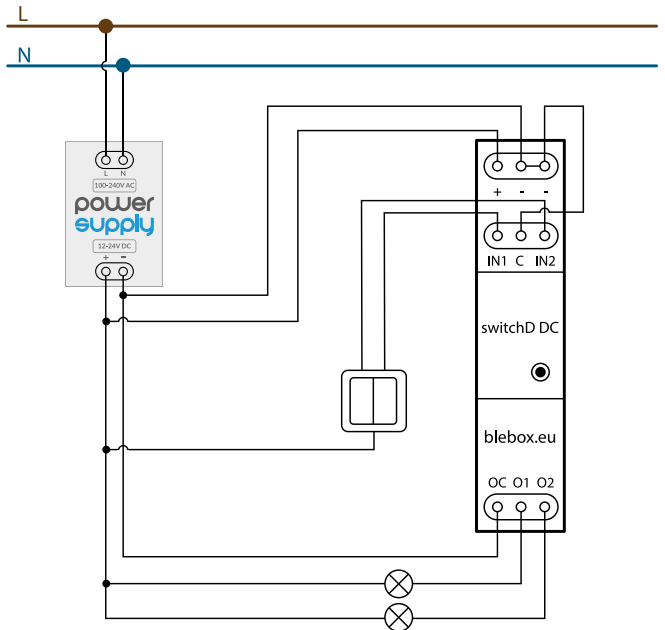 L
N
L N
100-240V AC
power
supply
12-24V DC
+ -
+ - -
IN1 C IN2
switchD DC
blebox.eu
OC O1 O2